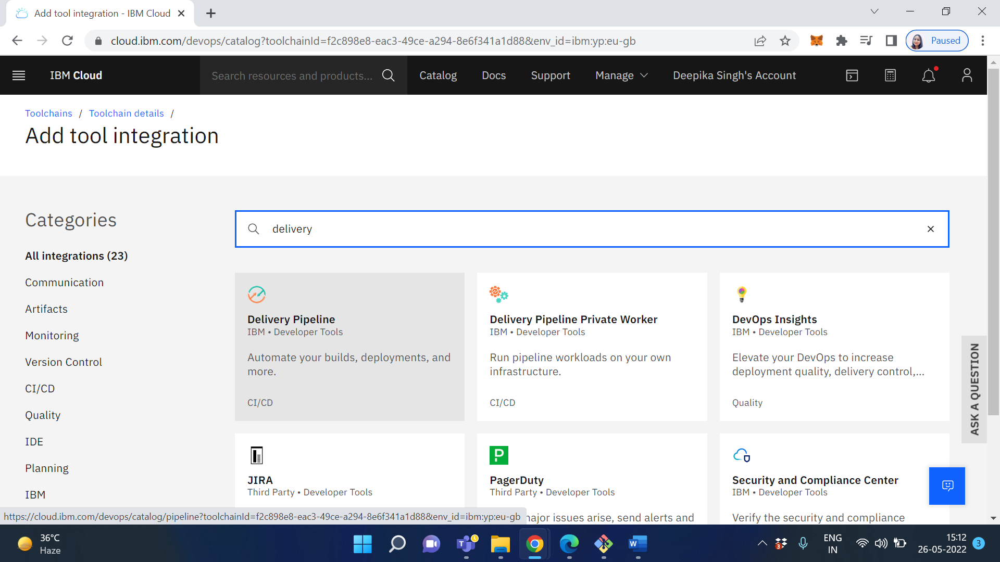 Add tool integration - IBM Cloud
cloud.ibm.com/devops/catalog?toolchainId=f2c898e8-eac3-49ce-a294-8e6f341a1d88&env_id=ibm:yp:eu-gb
Paused
IBM Cloud
Search resources and products...
Catalog
Docs
Support
Manage
Deepika Singh's Account
Toolchains / Toolchain details /
Add tool integration
Categories
All integrations (23)
Communication
Artifacts
Monitoring
Version Control
CI/CD
Quality
IDE
Planning
IBM
delivery
Delivery Pipeline
IBM • Developer Tools
Automate your builds, deployments, and
more.
CI/CD
Delivery Pipeline Private Worker
IBM • Developer Tools
Run pipeline workloads on your own
infrastructure.
CI/CD
DevOps Insights
IBM • Developer Tools
Elevate your DevOps to increase
deployment quality, delivery control,...
Quality
JIRA
Third Party • Developer Tools
P
PagerDuty
Third Party • Developer Tools
najor issues arise, send alerts and
Security and Compliance Center
IBM • Developer Tools
Verify the security and compliance
ASK A QUESTION
https://cloud.ibm.com/devops/catalog/pipeline?toolchainId=f2c898e8-eac3-49ce-a294-8e6f341a1d88&env_id=ibm:yp:eu-gb
36°C
Haze
T
W
3
ENG
IN
15:12
26-05-2022
3